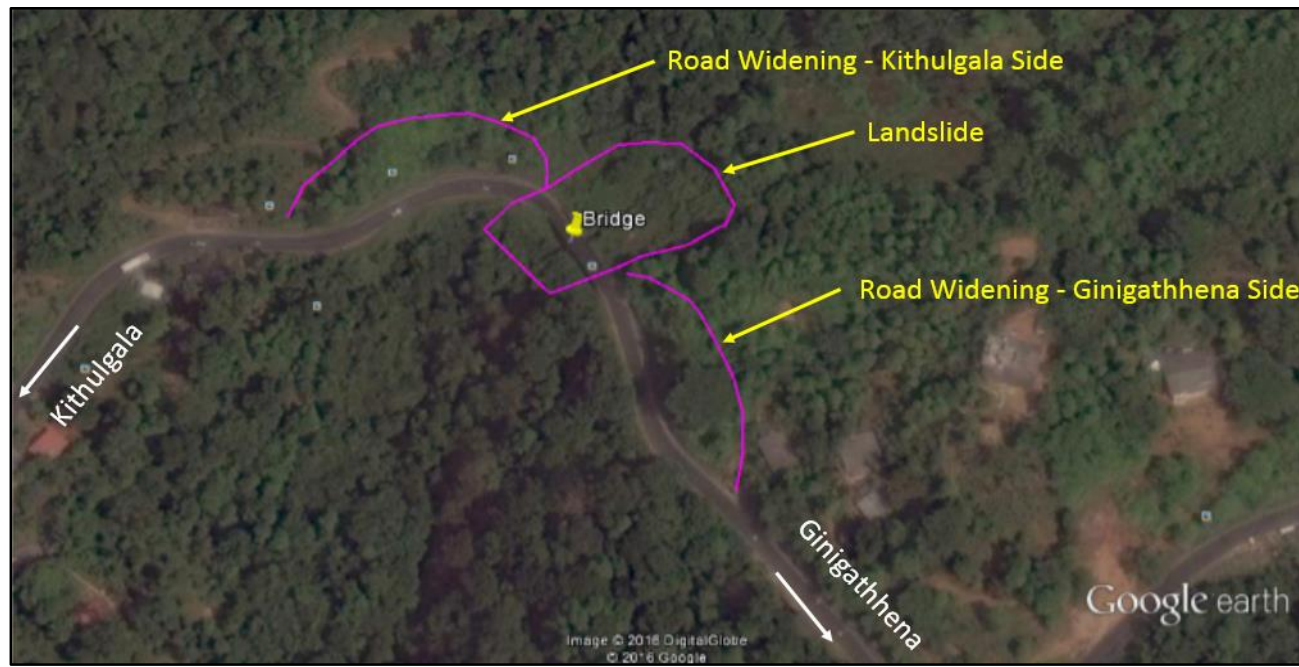 Road Widening - Kithulgala Side
Landslide
Bridge
Road Widening - Ginigathhena Side
Kithulgala
Ginigathhena
Google earth
Image © 2016 DigitalGlobe
© 2016 Google